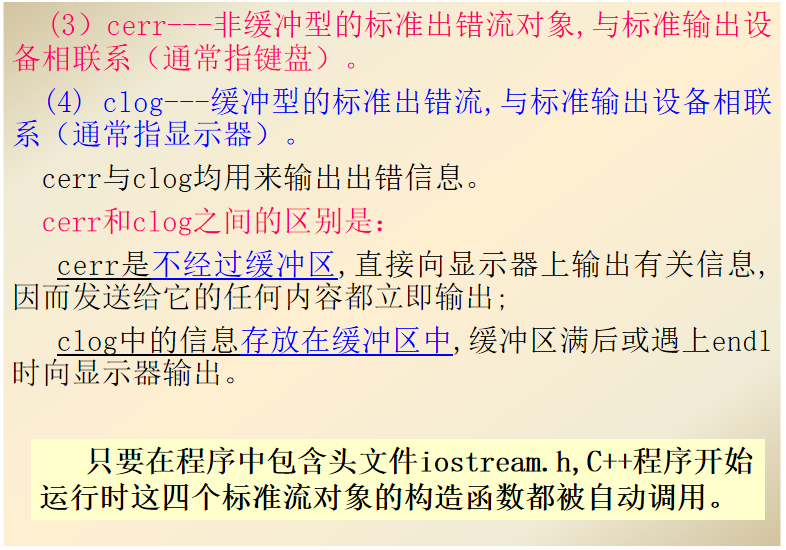 (3）cerr---非缓冲型的标准出错流对象,与标准输出设
备相联系（通常指键盘）。
(4) clog---缓冲型的标准出错流,与标准输出设备相联
系（通常指显示器）。
cerr与clog均用来输出出错信息。
cerr和clog之间的区别是：
cerr是不经过缓冲区,直接向显示器上输出有关信息,
因而发送给它的任何内容都立即输出;
clog中的信息存放在缓冲区中,缓冲区满后或遇上endl
时向显示器输出。
只要在程序中包含头文件iostream.h,C++程序开始
运行时这四个标准流对象的构造函数都被自动调用。